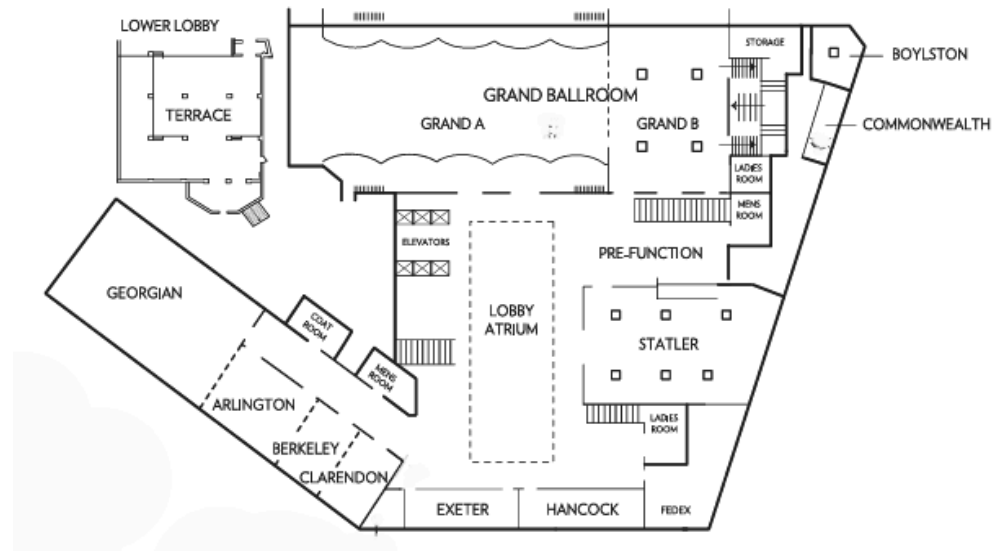 LOWER LOBBY
TERRACE
STORAGE
BOYLSTON
GRAND BALLROOM
GRAND A
GRAND B
COMMONWEALTH
LADIES
ROOM
MENS
ROOM
ELEVATORS
PRE-FUNCTION
GEORGIAN
COAT
ROOM
LOBBY
ATRIUM
STATLER
MENS
ROOM
ARLINGTON
LADIES
ROOM
BERKELEY
CLARENDON
EXETER
HANCOCK
FEDEX